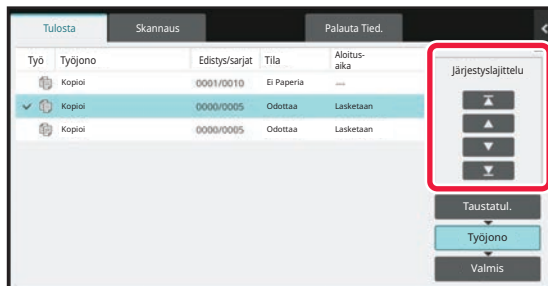 Tulosta Skannaus Palauta Tied.
Työ Työjono Edistys/sarjat Tila Aloitus-
aika
Kopioi 0001/0010 Ei Paperia ---
Kopioi 0000/0005 Odottaa Lasketaan
Kopioi 0000/0005 Odottaa Lasketaan
Järjestyslajittelu
Taustatul.
Työjono
Valmis